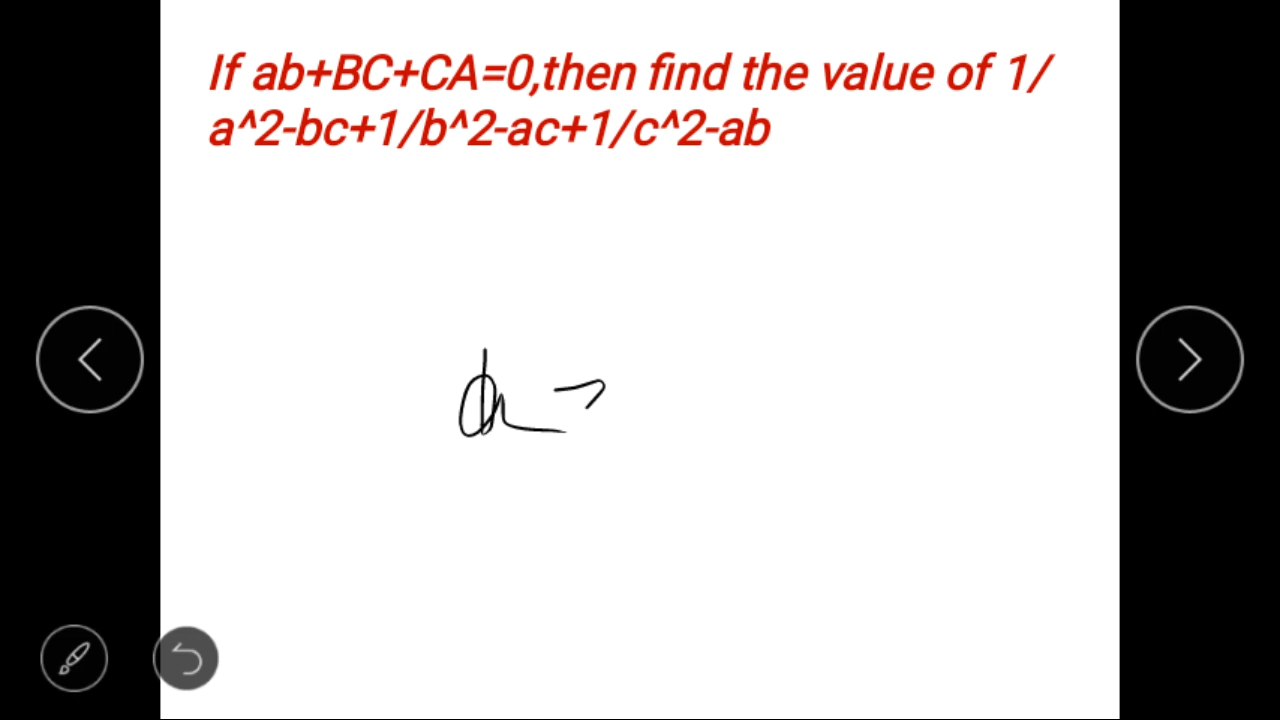 If ab+BC+CA=0,then find the value of 1/
a^2-bc+1/b^2-ac+1/c^2-ab